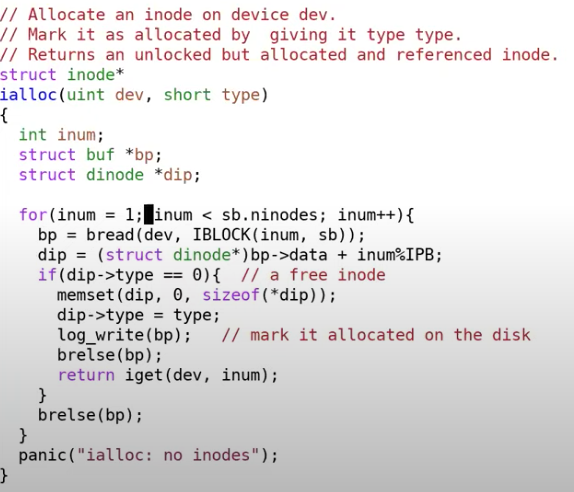 // Allocate an inode on device dev.
// Mark it as allocated by  giving it type type.
// Returns an unlocked but allocated and referenced inode.
struct inode*
ialloc(uint dev, short type)
{
  int inum;
  struct buf *bp;
  struct dinode *dip;

  for(inum = 1; inum < sb.ninodes; inum++){
    bp = bread(dev, IBLOCK(inum, sb));
    dip = (struct dinode*)bp->data + inum%IPB;
    if(dip->type == 0){  // a free inode
      memset(dip, 0, sizeof(*dip));
      dip->type = type;
      log_write(bp);   // mark it allocated on the disk
      brelse(bp);
      return iget(dev, inum);
    }
    brelse(bp);
  }
  panic("ialloc: no inodes");
}